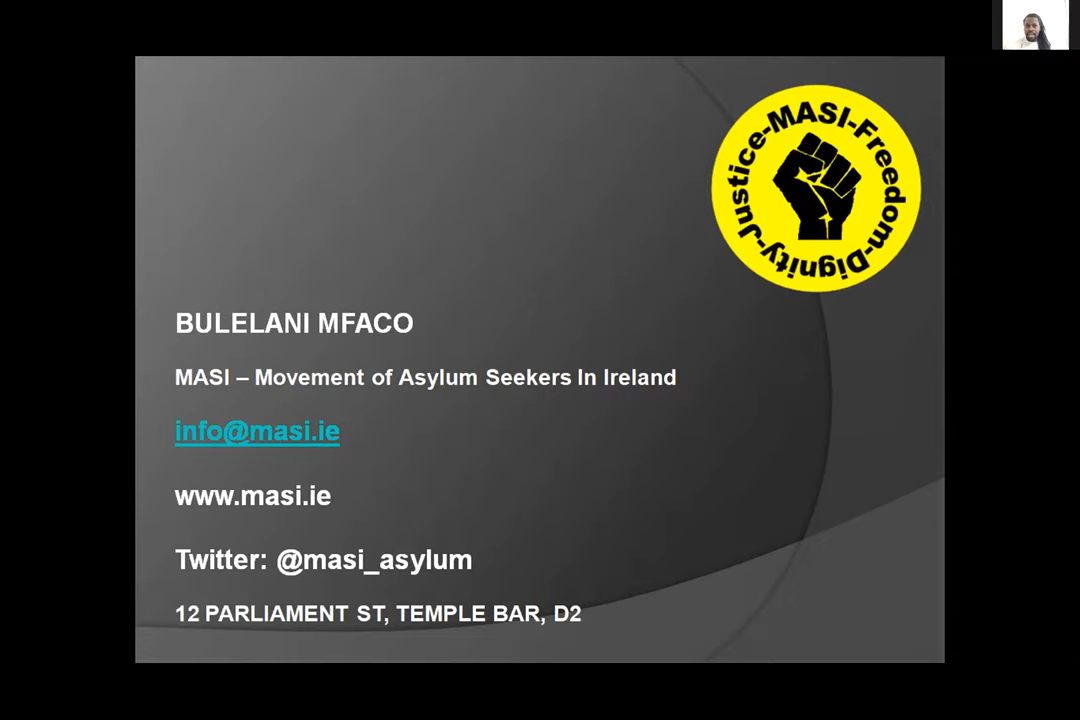 Justice-MASI-Freedom-Dignity-
BULELANI MFACO
MASI – Movement of Asylum Seekers In Ireland
info@masi.ie
www.masi.ie
Twitter: @masi_asylum
12 PARLIAMENT ST, TEMPLE BAR, D2